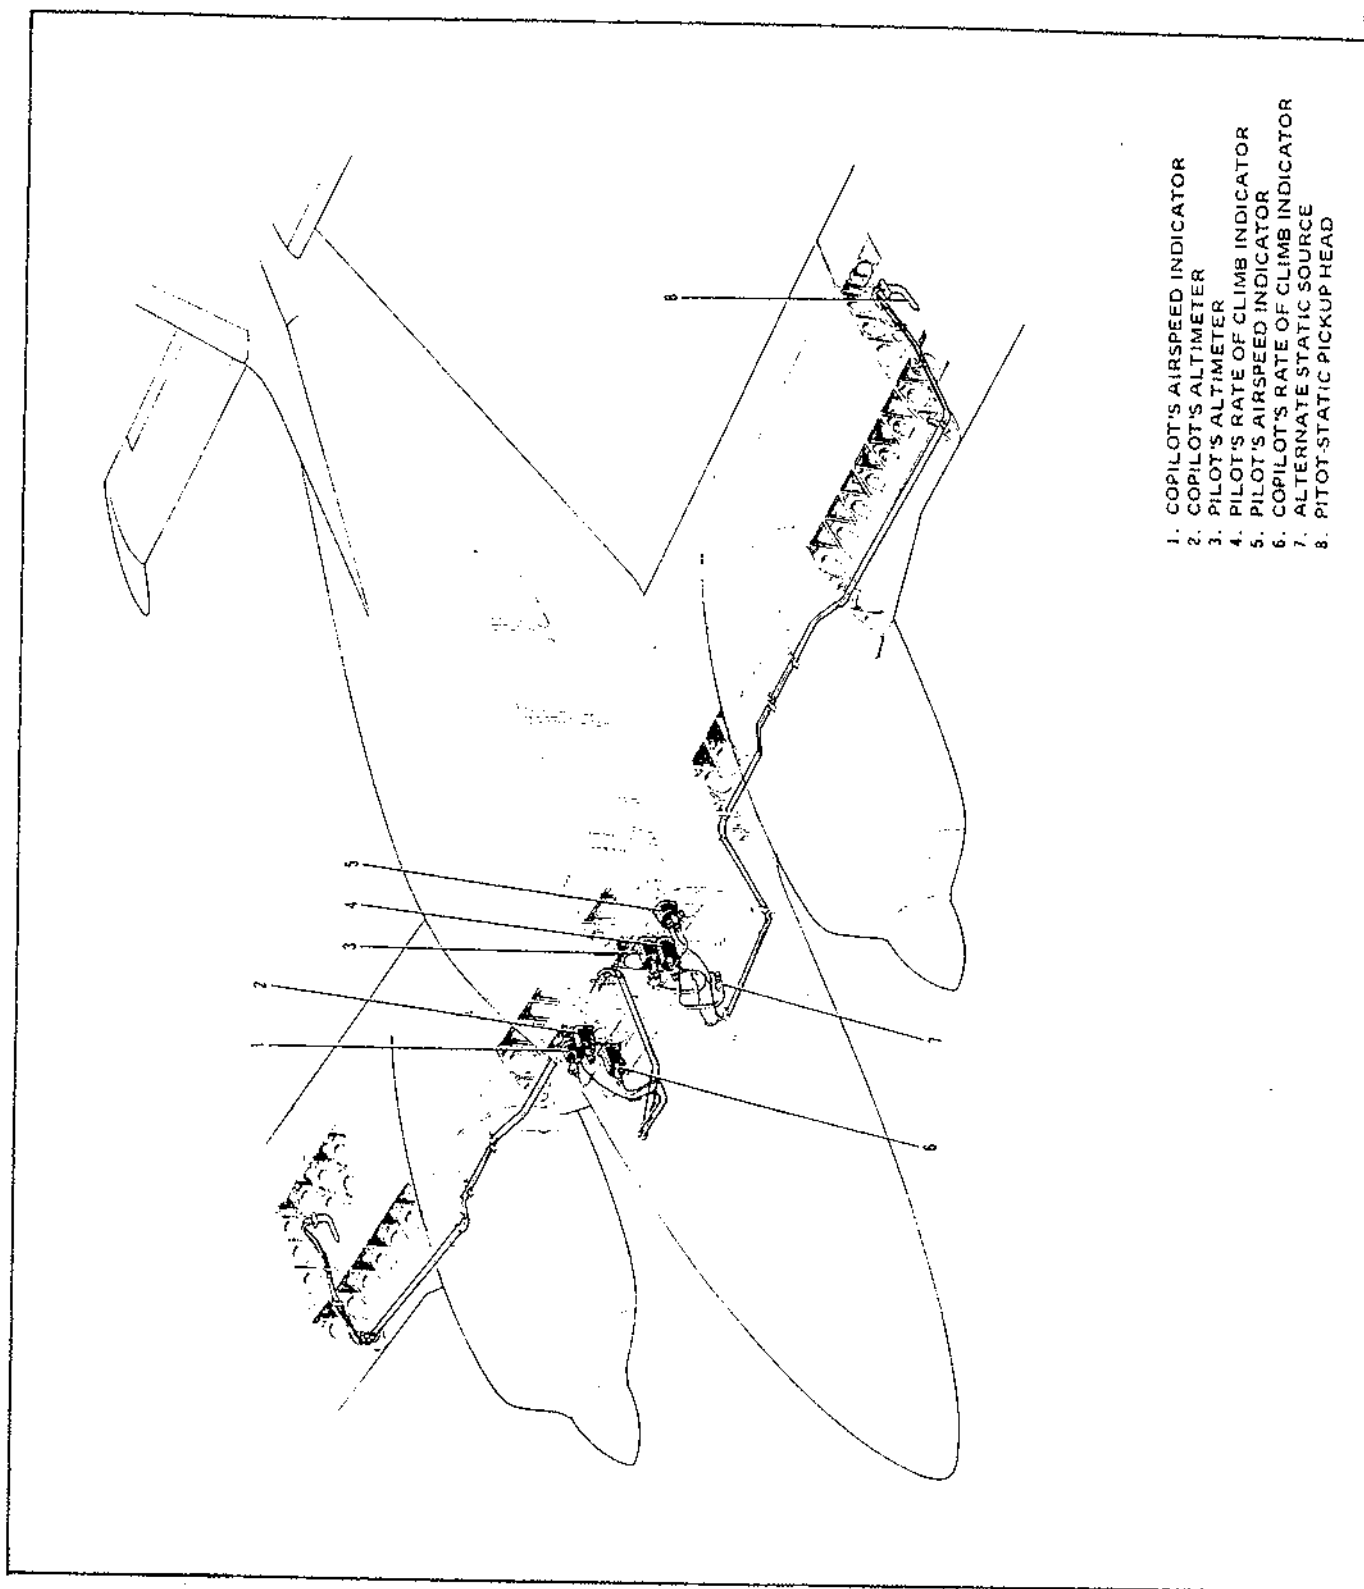 1
2
3
4
5
6
7
8
1. COPILOT'S AIRSPEED INDICATOR
2. COPILOT'S ALTIMETER
3. PILOT'S ALTIMETER
4. PILOT'S RATE OF CLIMB INDICATOR
5. PILOT'S AIRSPEED INDICATOR
6. COPILOT'S RATE OF CLIMB INDICATOR
7. ALTERNATE STATIC SOURCE
8. PITOT-STATIC PICKUP HEAD